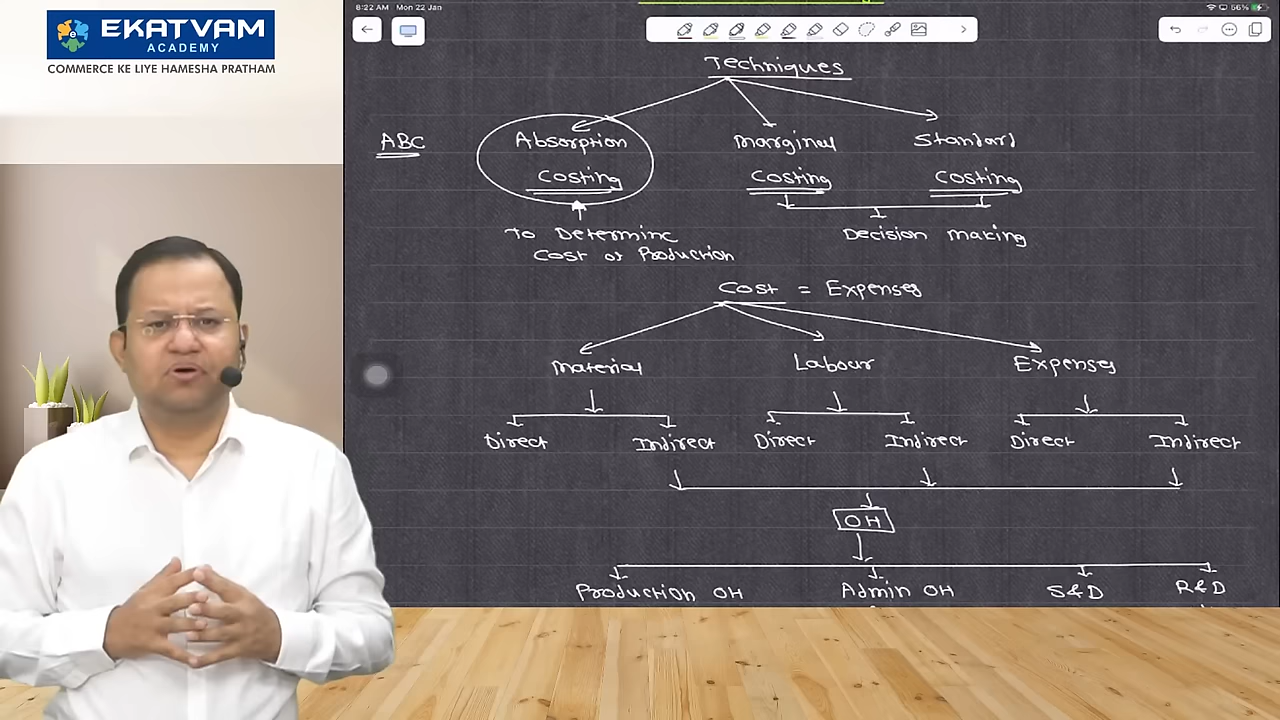 EKATVAM
ACADEMY
COMMERCE KE LIYE HAMESHA PRATHAM
8:22 AM Mon 22 Jan
56%
Techniques
ABC
Absorption Costing
Marginal Costing
Standard Costing
To Determine Cost of Production
Decision Making
Cost = Expenses
Material Labour Expenses
Direct Indirect Direct Indirect Direct Indirect
OH
Production OH Admin OH S&D R&D